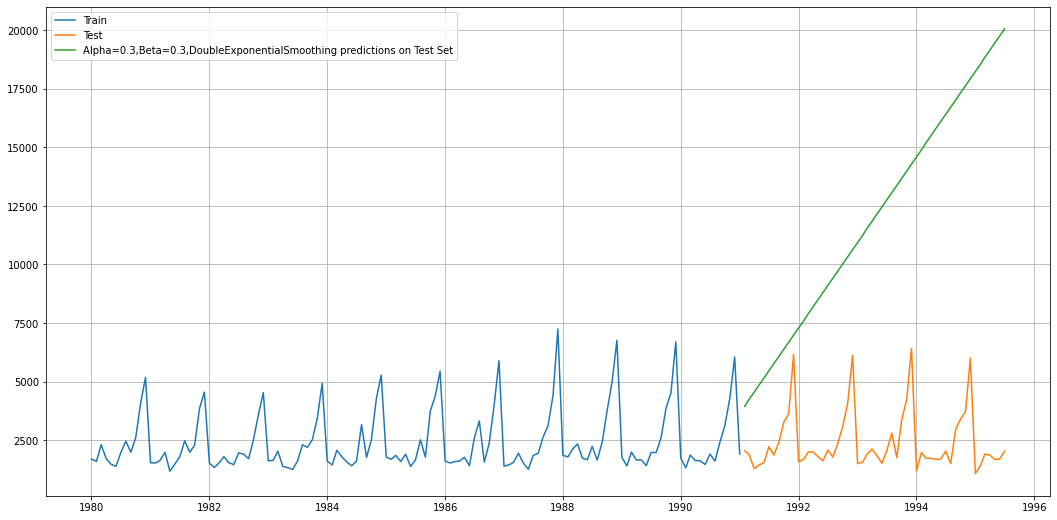 Train
Test
Alpha=0.3,Beta=0.3,DoubleExponentialSmoothing predictions on Test Set
20000
17500
15000
12500
10000
7500
5000
2500
1980 1982 1984 1986 1988 1990 1992 1994 1996